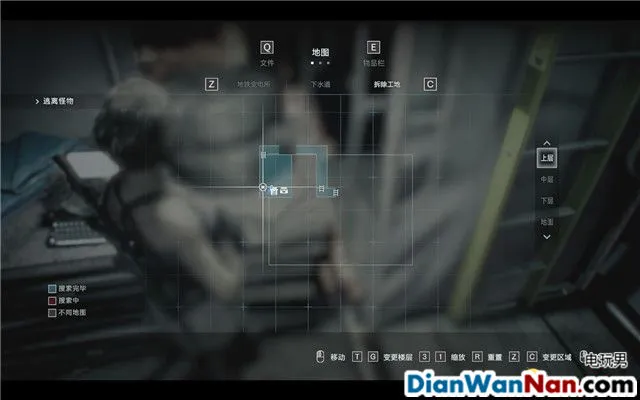 Q E
文件 地图 物品栏
Z 地铁变电所 下水道 拆除工地 C
逃离怪物
上层
中层
下层
地面
搜索完毕
搜索中
不同地图
移动 T G 变更楼层 3 1 缩放 R 重置 Z C 变更区域
电玩男
DianWanNan.com